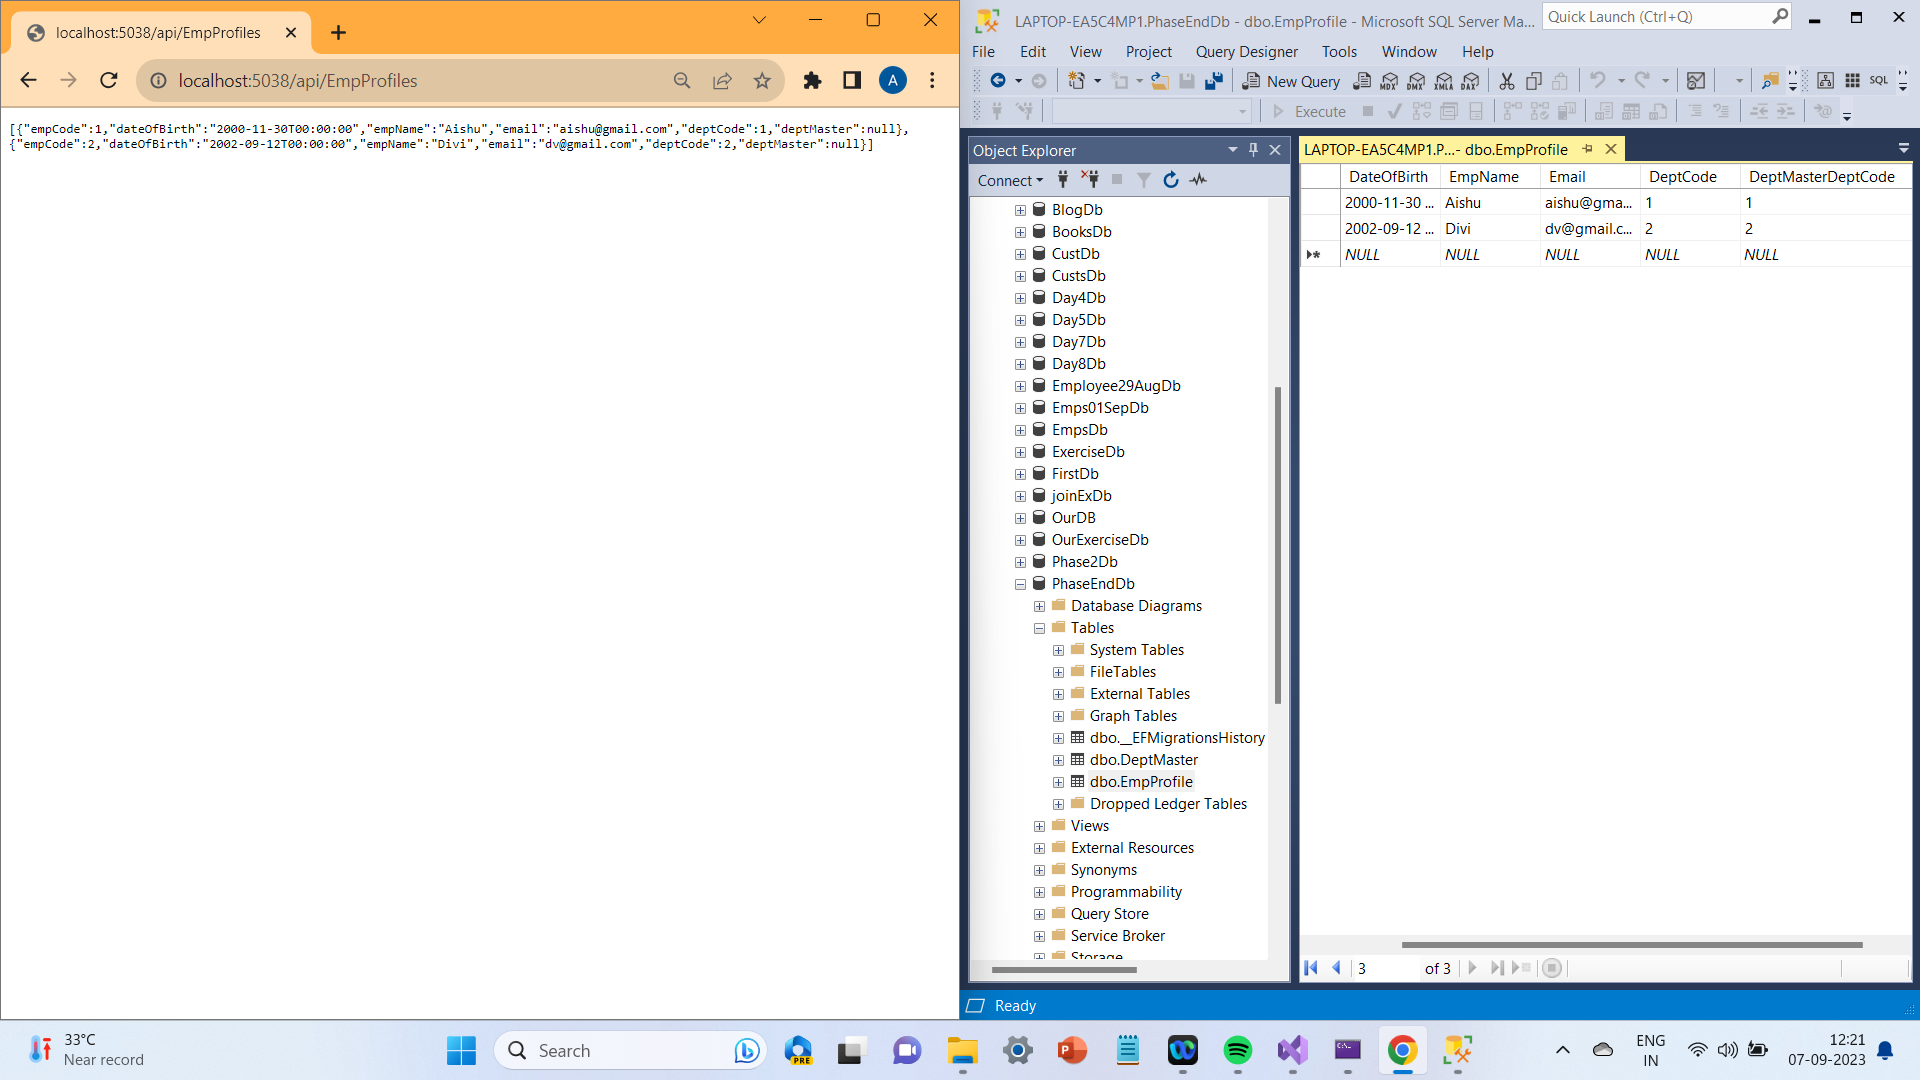 localhost:5038/api/EmpProfiles
localhost:5038/api/EmpProfiles
A
[{"empCode":1,"dateOfBirth":"2000-11-30T00:00:00","empName":"Aishu","email":"aishu@gmail.com","deptCode":1,"deptMaster":null},
{"empCode":2,"dateOfBirth":"2002-09-12T00:00:00","empName":"Divi","email":"dv@gmail.com","deptCode":2,"deptMaster":null}]
LAPTOP-EA5C4MP1.PhaseEndDb - dbo.EmpProfile - Microsoft SQL Server Ma...
Quick Launch (Ctrl+Q)
File Edit View Project Query Designer Tools Window Help
New Query MDX DMX XMLA DAX SQL
Execute
Object Explorer
Connect
BlogDb
BooksDb
CustDb
CustsDb
Day4Db
Day5Db
Day7Db
Day8Db
Employee29AugDb
Emps01SepDb
EmpsDb
ExerciseDb
FirstDb
joinExDb
OurDB
OurExerciseDb
Phase2Db
PhaseEndDb
Database Diagrams
Tables
System Tables
FileTables
External Tables
Graph Tables
dbo.__EFMigrationsHistory
dbo.DeptMaster
dbo.EmpProfile
Dropped Ledger Tables
Views
External Resources
Synonyms
Programmability
Query Store
Service Broker
Storage
LAPTOP-EA5C4MP1.P...- dbo.EmpProfile
DateOfBirth EmpName Email DeptCode DeptMasterDeptCode
2000-11-30 ... Aishu aishu@gma... 1 1
2002-09-12 ... Divi dv@gmail.c... 2 2
NULL NULL NULL NULL NULL
3 of 3
Ready
33°C
Near record
Search
PRE
ENG
IN
12:21
07-09-2023